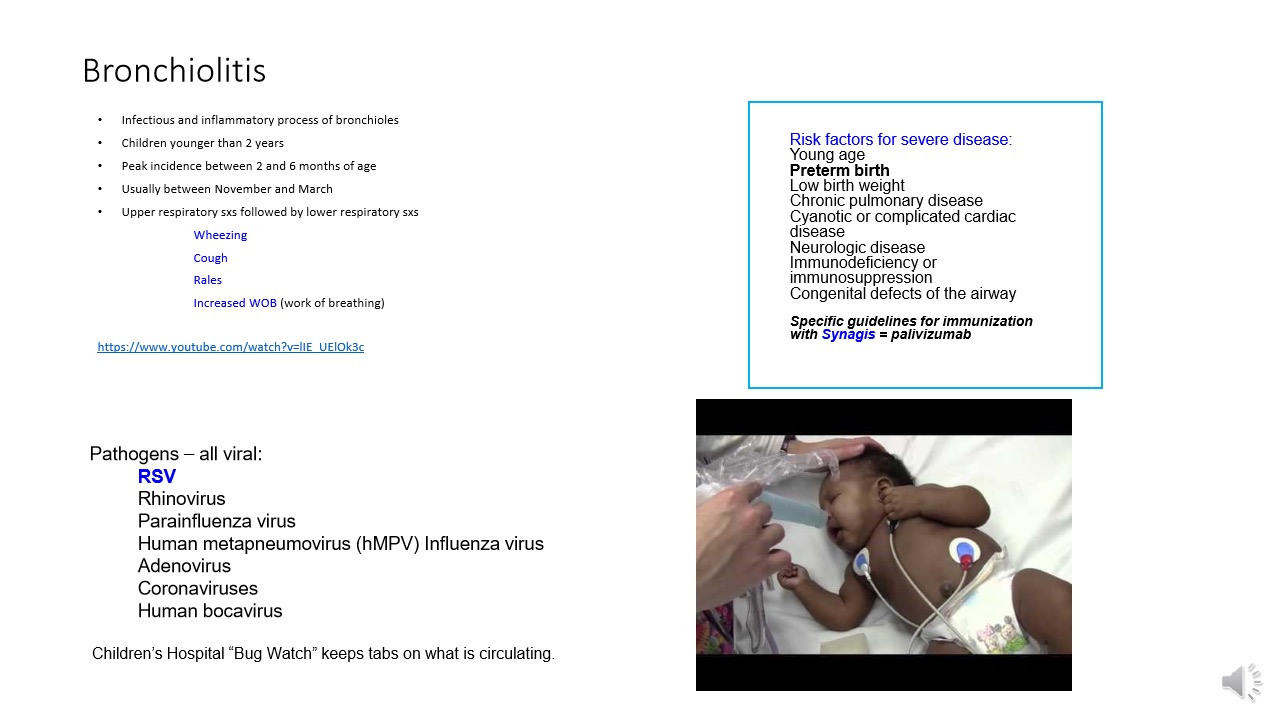 Bronchiolitis
• Infectious and inflammatory process of bronchioles
• Children younger than 2 years
• Peak incidence between 2 and 6 months of age
• Usually between November and March
• Upper respiratory sxs followed by lower respiratory sxs
Wheezing
Cough
Rales
Increased WOB (work of breathing)
https://www.youtube.com/watch?v=lIE_UElOk3c
Pathogens – all viral:
RSV
Rhinovirus
Parainfluenza virus
Human metapneumovirus (hMPV) Influenza virus
Adenovirus
Coronaviruses
Human bocavirus
Children’s Hospital “Bug Watch” keeps tabs on what is circulating.
Risk factors for severe disease:
Young age
Preterm birth
Low birth weight
Chronic pulmonary disease
Cyanotic or complicated cardiac
disease
Neurologic disease
Immunodeficiency or
immunosuppression
Congenital defects of the airway
Specific guidelines for immunization
with Synagis = palivizumab